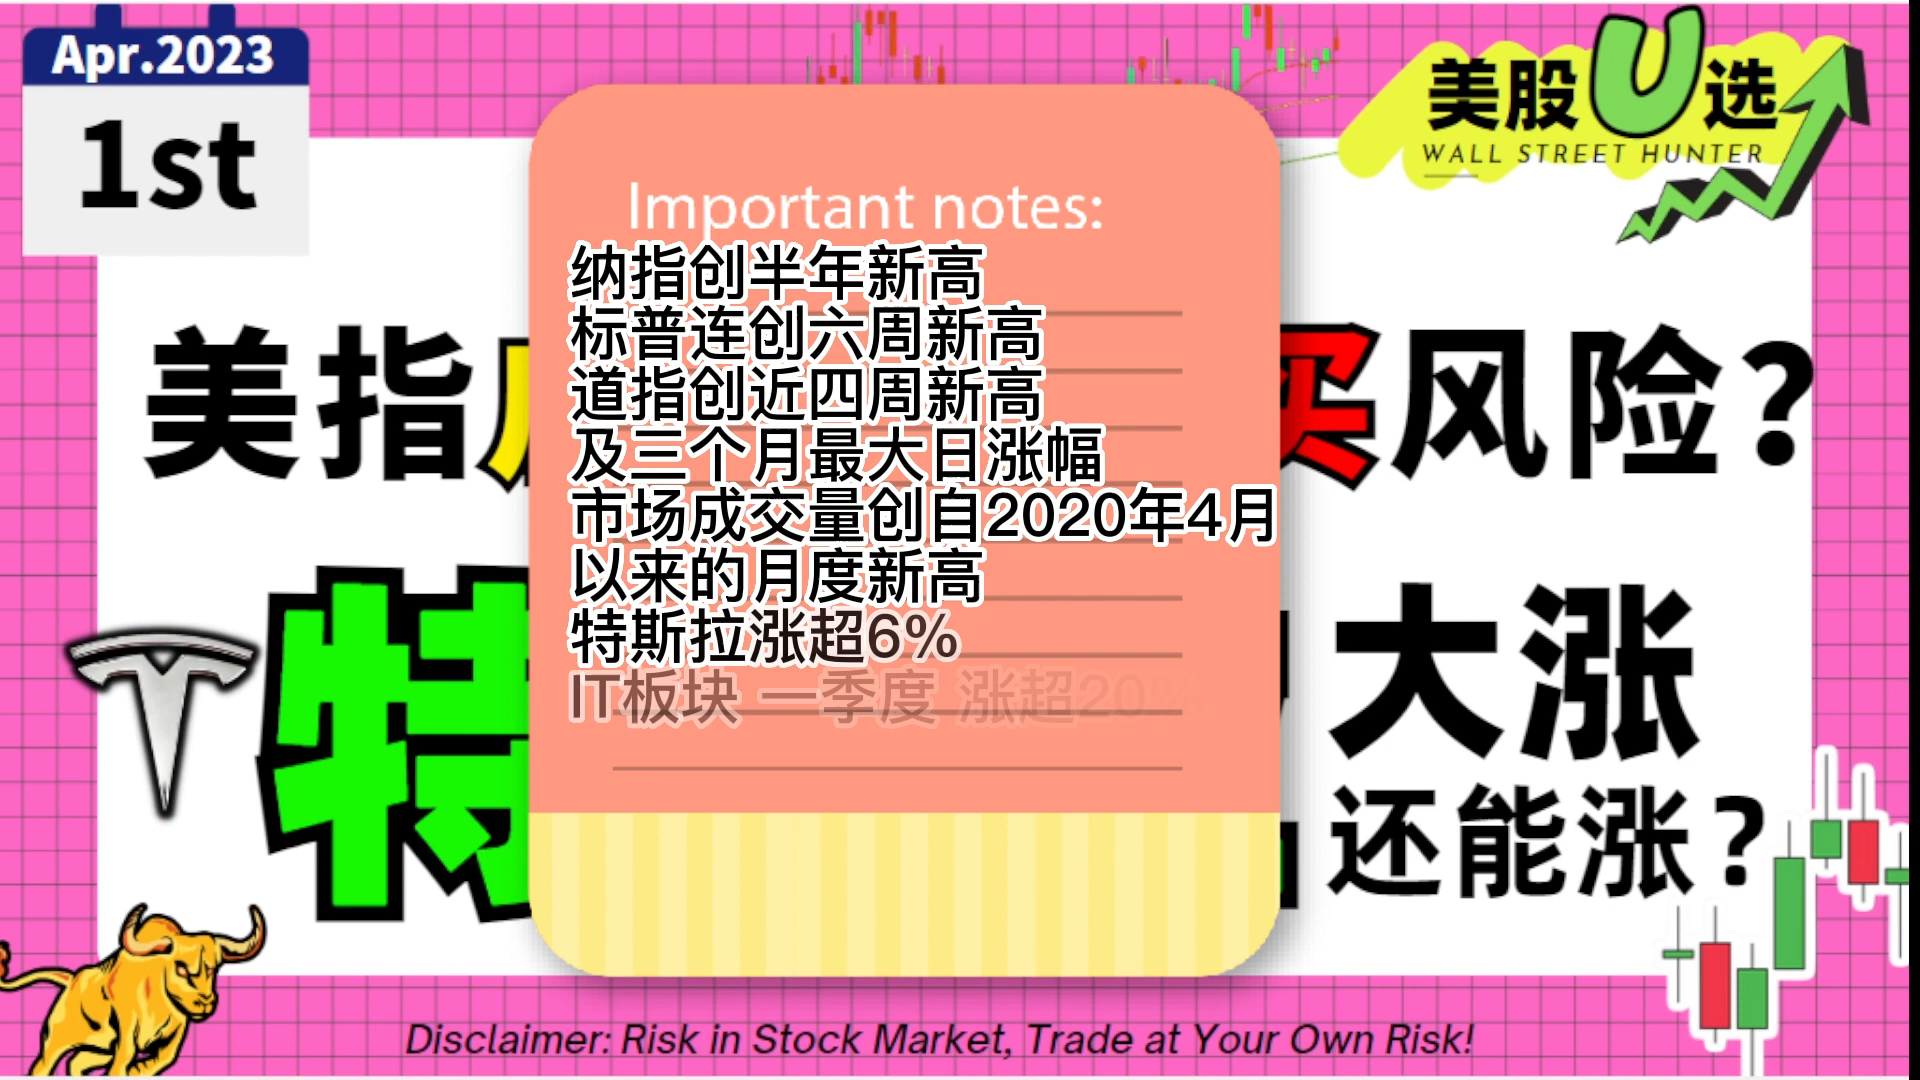 Apr.2023
1st
美股U选
WALL STREET HUNTER
Important notes:
纳指创半年新高
标普连创六周新高
道指创近四周新高
及三个月最大日涨幅
市场成交量创自2020年4月
以来的月度新高
特斯拉涨超6%
IT板块 一季度 涨超20%
美指
买风险?
特
大涨
还能涨?
Disclaimer: Risk in Stock Market, Trade at Your Own Risk!